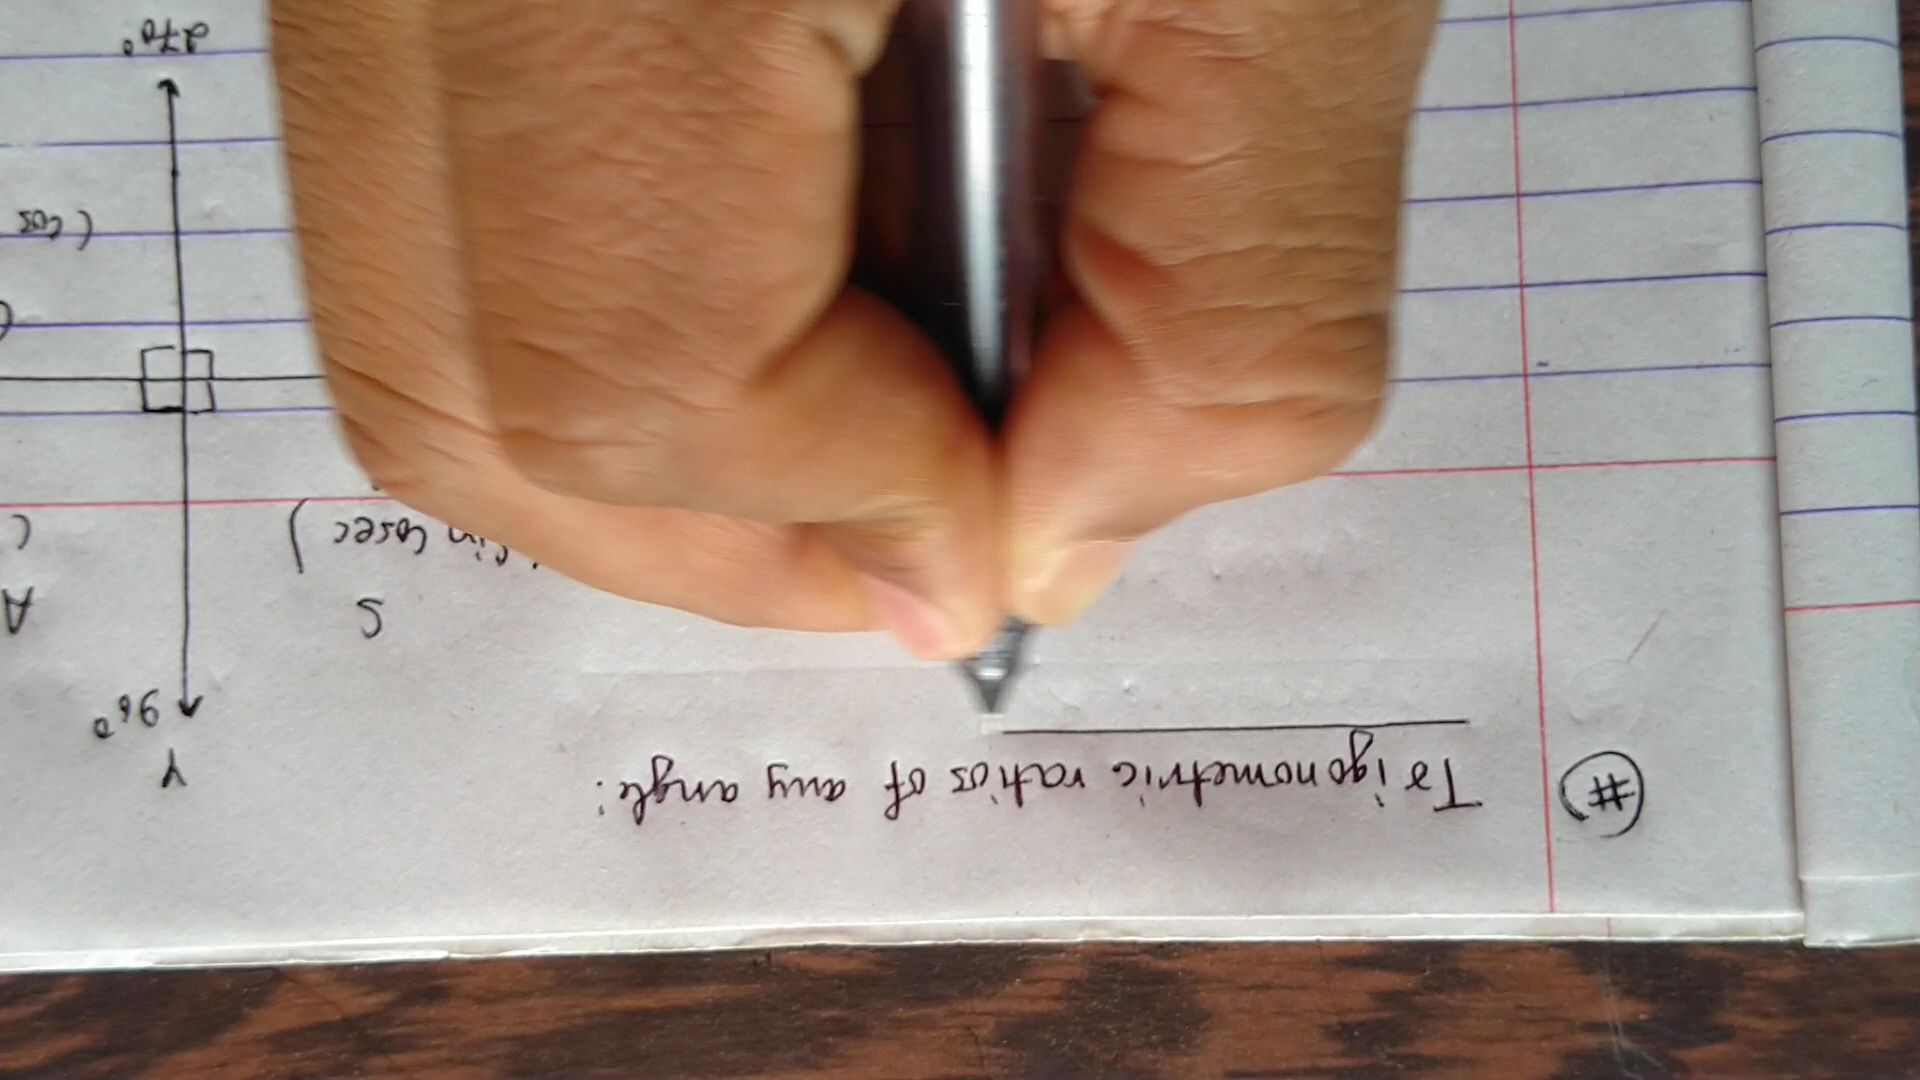 (#) Trigonometric ratios of any angle:
Y
90°
S
A
Sin Cosec)
C
(Cos
270°